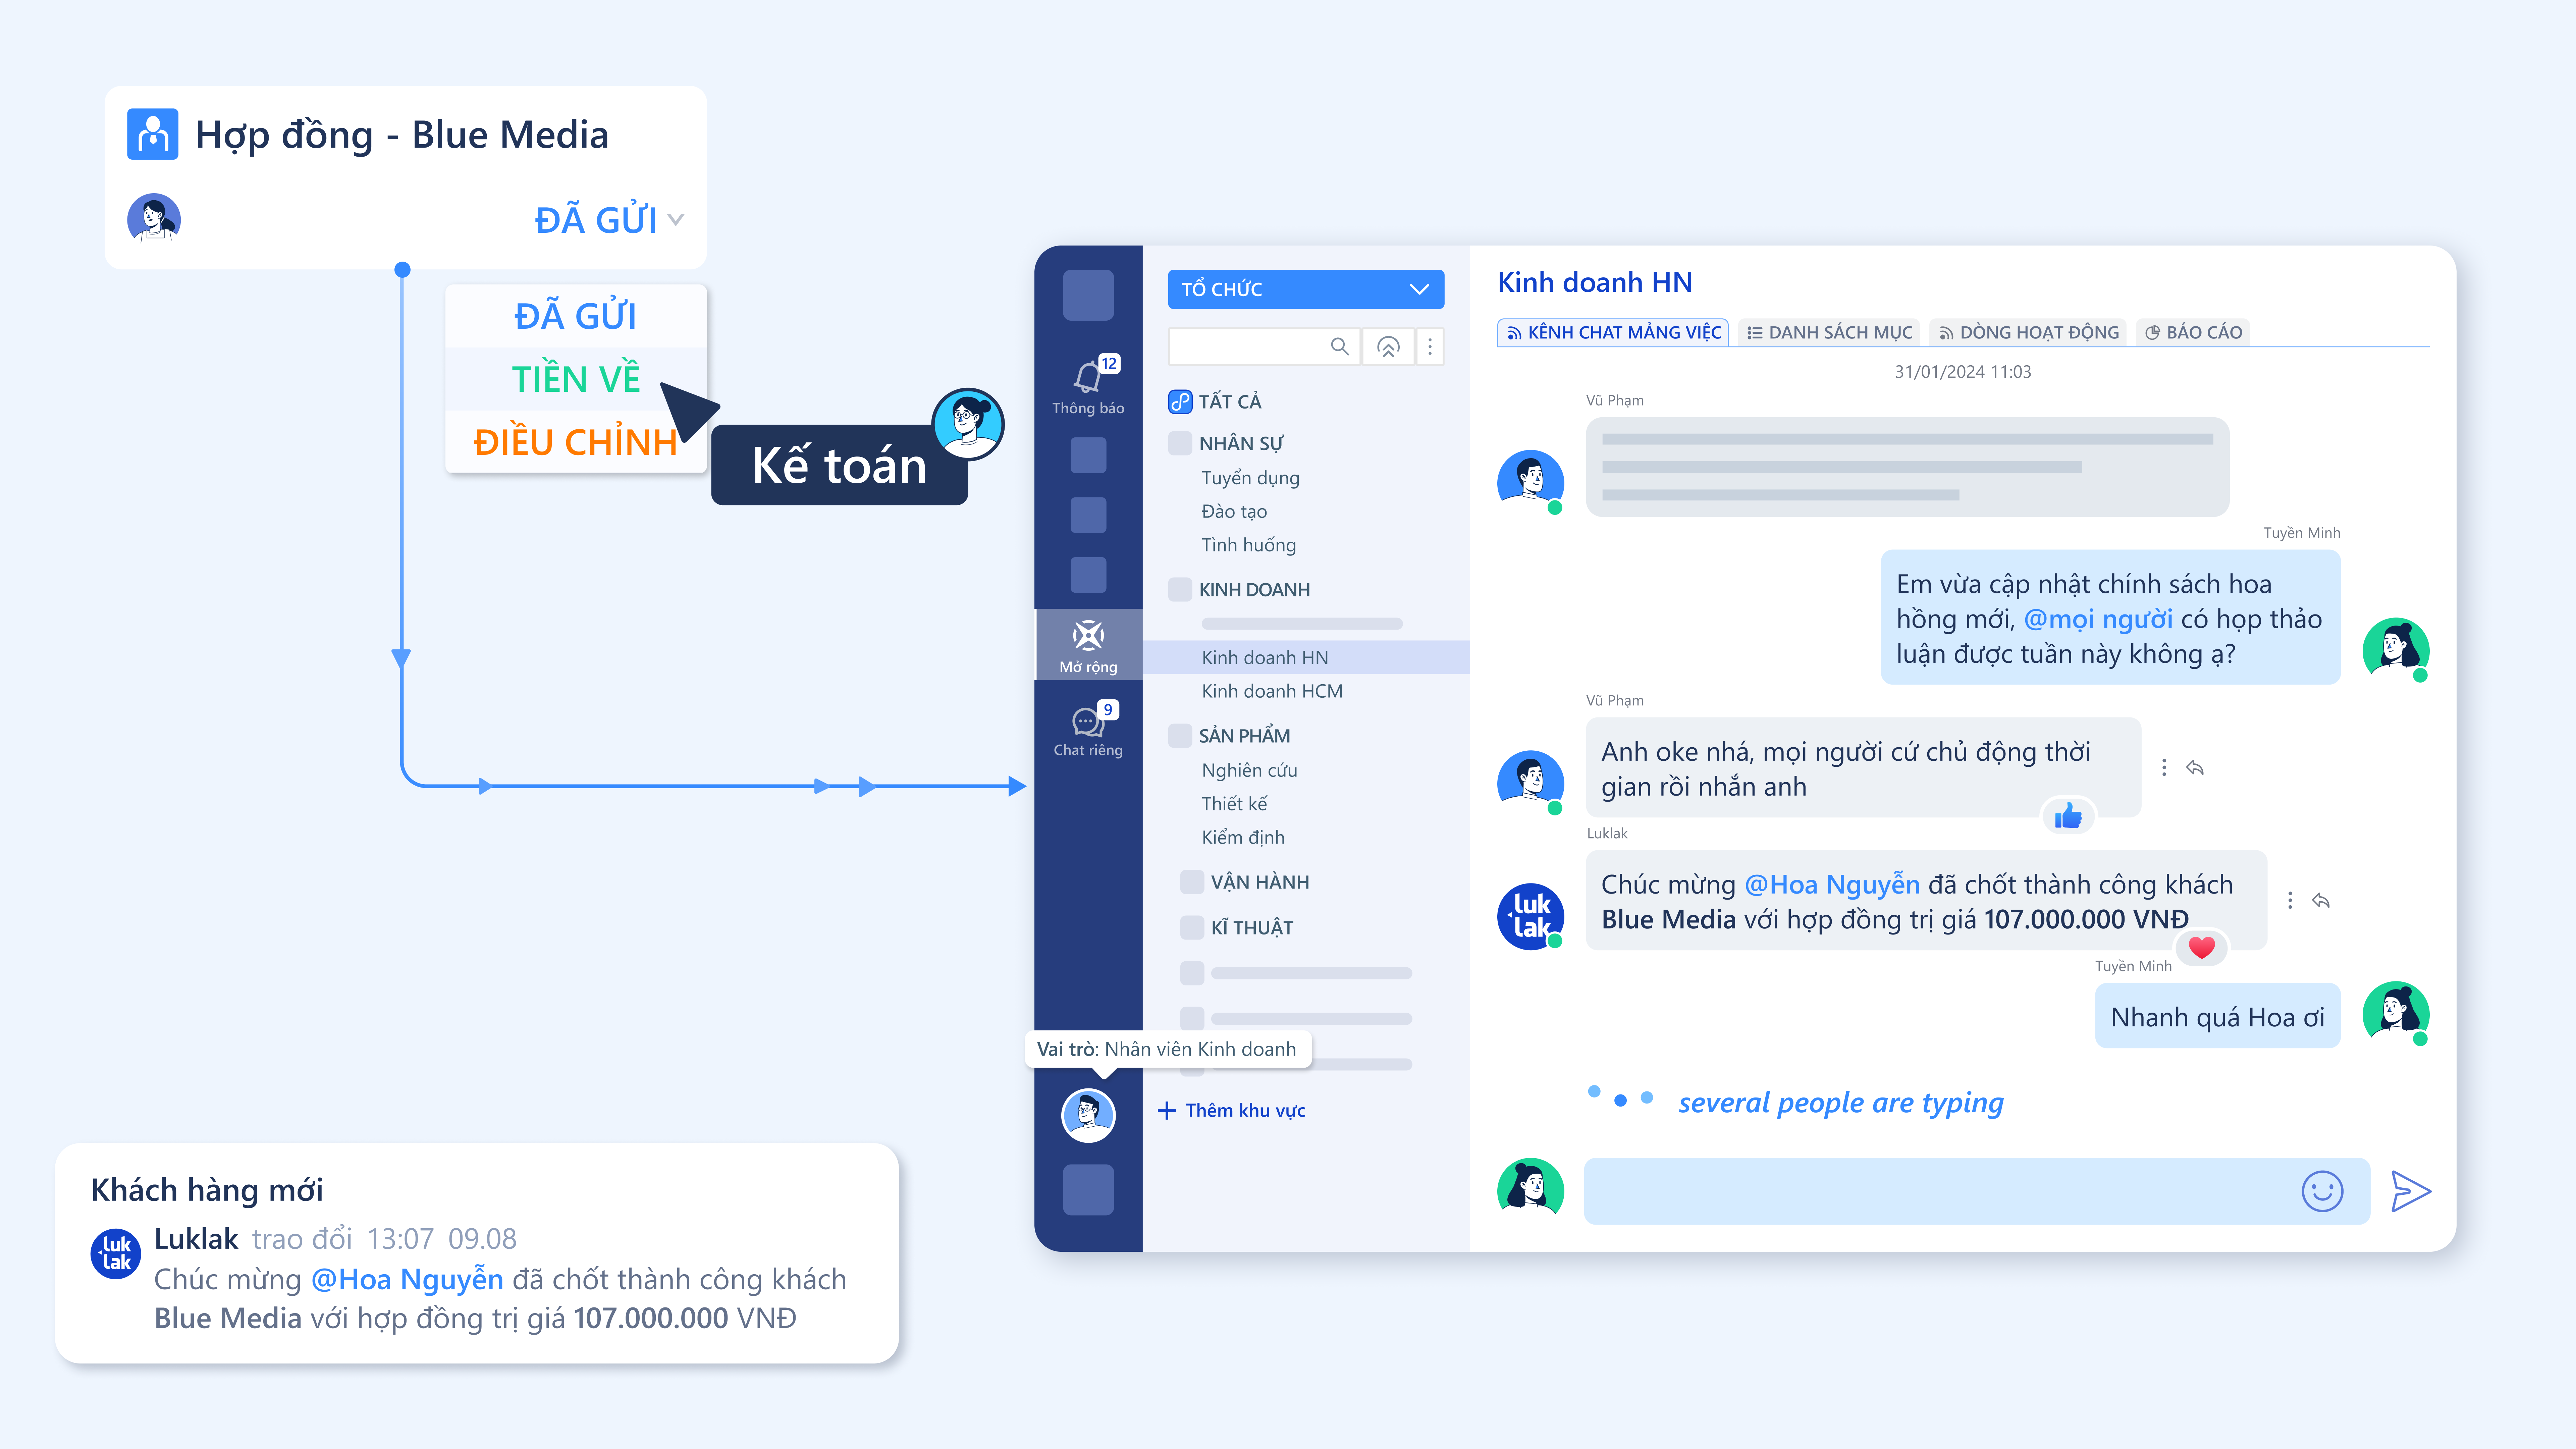 Hợp đồng - Blue Media
ĐÃ GỬI
ĐÃ GỬI
TIỀN VỀ
ĐIỀU CHỈNH
Kế toán
12
Thông báo
Mở rộng
9
Chat riêng
TỔ CHỨC
TẤT CẢ
NHÂN SỰ
Tuyển dụng
Đào tạo
Tình huống
KINH DOANH
Kinh doanh HN
Kinh doanh HCM
SẢN PHẨM
Nghiên cứu
Thiết kế
Kiểm định
VẬN HÀNH
KĨ THUẬT
Vai trò: Nhân viên Kinh doanh
Thêm khu vực
Kinh doanh HN
KÊNH CHAT MẢNG VIỆC
DANH SÁCH MỤC
DÒNG HOẠT ĐỘNG
BÁO CÁO
31/01/2024 11:03
Vũ Phạm
Tuyền Minh
Em vừa cập nhật chính sách hoa
hồng mới, @mọi người có họp thảo
luận được tuần này không ạ?
Vũ Phạm
Anh oke nhá, mọi người cứ chủ động thời
gian rồi nhắn anh
Luklak
luk
lak
Chúc mừng @Hoa Nguyễn đã chốt thành công khách
Blue Media với hợp đồng trị giá 107.000.000 VNĐ
Tuyền Minh
Nhanh quá Hoa ơi
several people are typing
Khách hàng mới
luk
lak
Luklak trao đổi 13:07 09.08
Chúc mừng @Hoa Nguyễn đã chốt thành công khách
Blue Media với hợp đồng trị giá 107.000.000 VNĐ